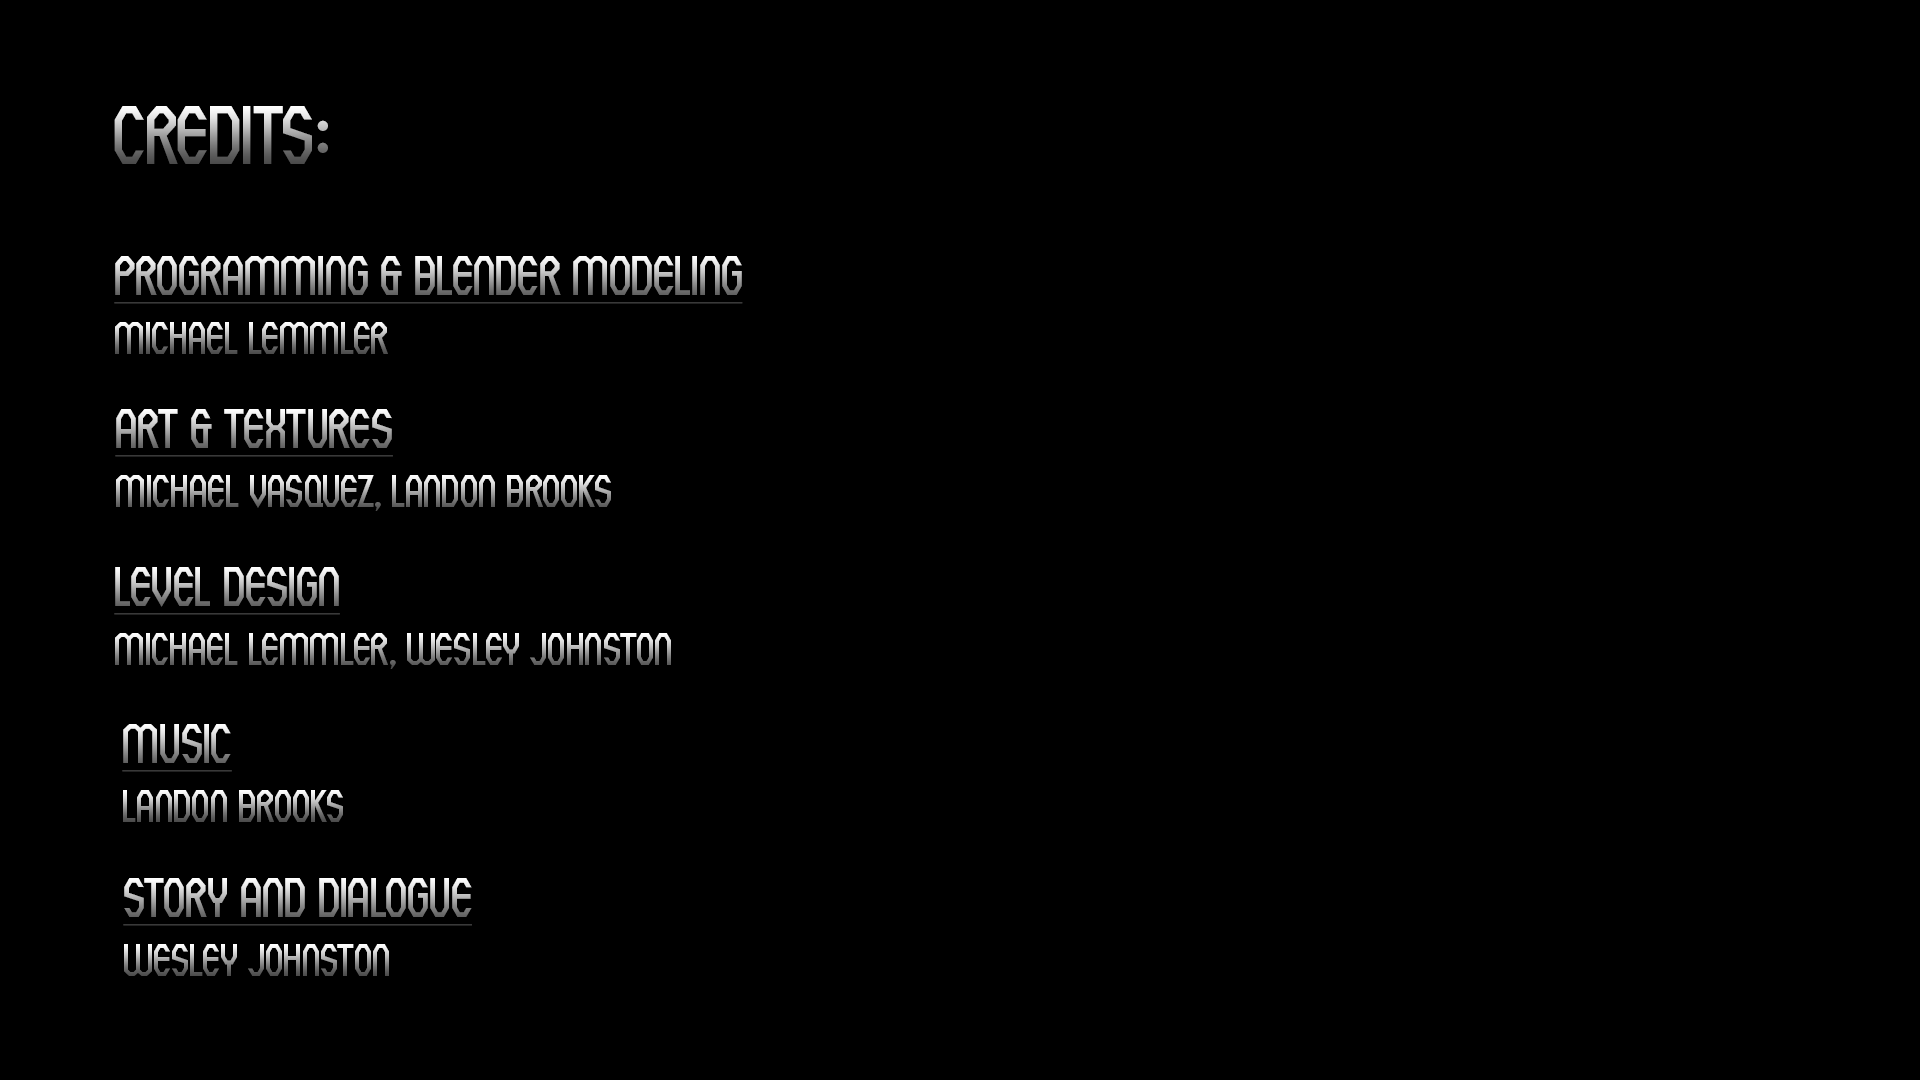 CREDITS:
PROGRAMMING & BLENDER MODELING
MICHAEL LEMMLER
ART & TEXTURES
MICHAEL VASQUEZ, LANDON BROOKS
LEVEL DESIGN
MICHAEL LEMMLER, WESLEY JOHNSTON
MUSIC
LANDON BROOKS
STORY AND DIALOGUE
WESLEY JOHNSTON